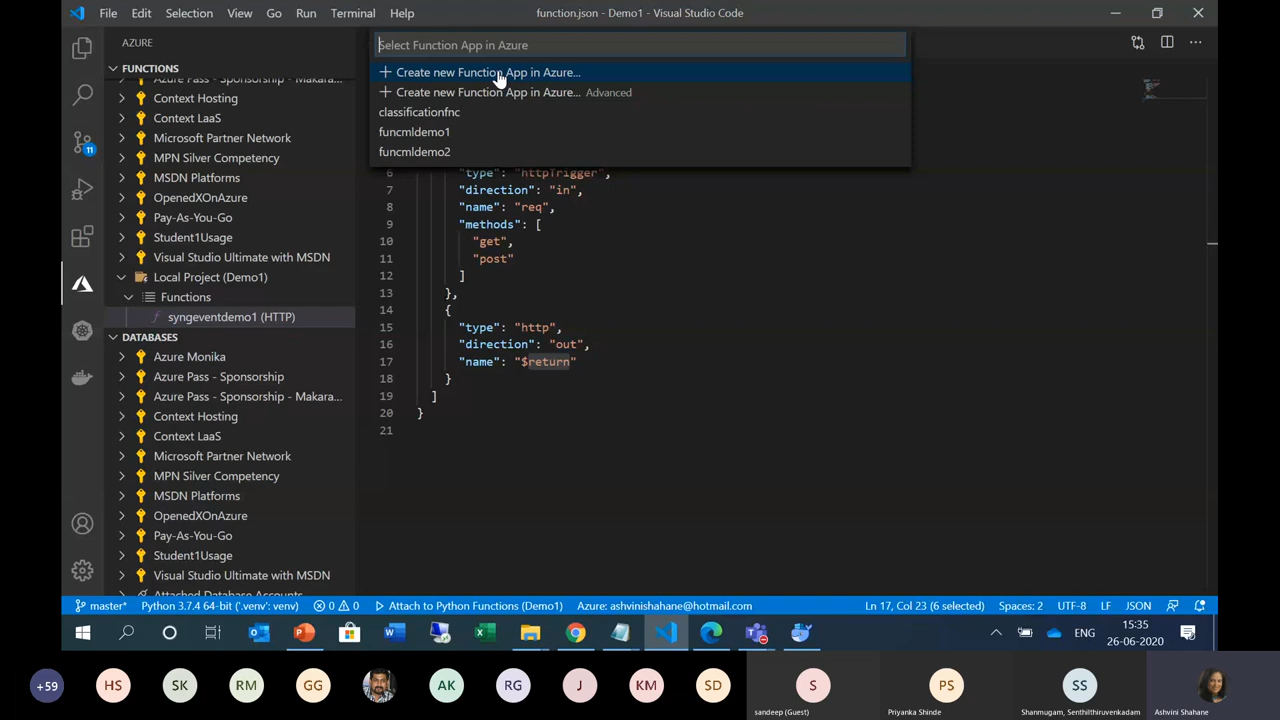 File Edit Selection View Go Run Terminal Help
function.json - Demo1 - Visual Studio Code
AZURE
FUNCTIONS
Azure Pass - Sponsorship - Makara...
Context Hosting
Context LaaS
Microsoft Partner Network
MPN Silver Competency
MSDN Platforms
OpenedXOnAzure
Pay-As-You-Go
Student1Usage
Visual Studio Ultimate with MSDN
Local Project (Demo1)
Functions
syngeventdemo1 (HTTP)
DATABASES
Azure Monika
Azure Pass - Sponsorship
Azure Pass - Sponsorship - Makara...
Context Hosting
Context LaaS
Microsoft Partner Network
MPN Silver Competency
MSDN Platforms
OpenedXOnAzure
Pay-As-You-Go
Student1Usage
Visual Studio Ultimate with MSDN
Attached Database Accounts
11
Select Function App in Azure
Create new Function App in Azure...
Create new Function App in Azure... Advanced
classificationfnc
funcmldemo1
funcmldemo2
6 "type": "httpTrigger",
7 "direction": "in",
8 "name": "req",
9 "methods": [
10 "get",
11 "post"
12 ]
13 },
14 {
15 "type": "http",
16 "direction": "out",
17 "name": "$return"
18 }
19 ]
20 }
21
master* Python 3.7.4 64-bit ('.venv': venv) 0 0 Attach to Python Functions (Demo1) Azure: ashvinishahane@hotmail.com Ln 17, Col 23 (6 selected) Spaces: 2 UTF-8 LF JSON
ENG
15:35
26-06-2020
+59 HS SK RM GG AK RG J KM SD S PS SS
sandeep (Guest) Priyanka Shinde Shanmugam, Senthilthiruvenkadam Ashvini Shahane